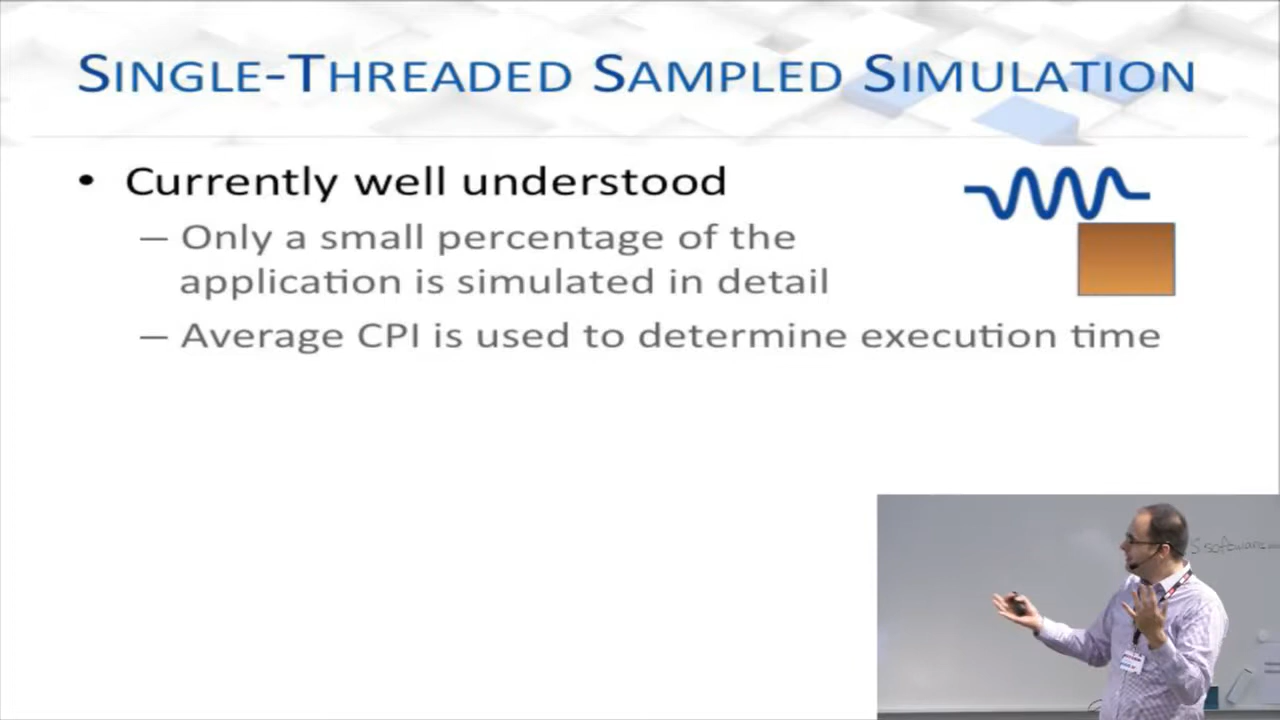 SINGLE-THREADED SAMPLED SIMULATION
• Currently well understood
– Only a small percentage of the
application is simulated in detail
– Average CPI is used to determine execution time
Ssoftware